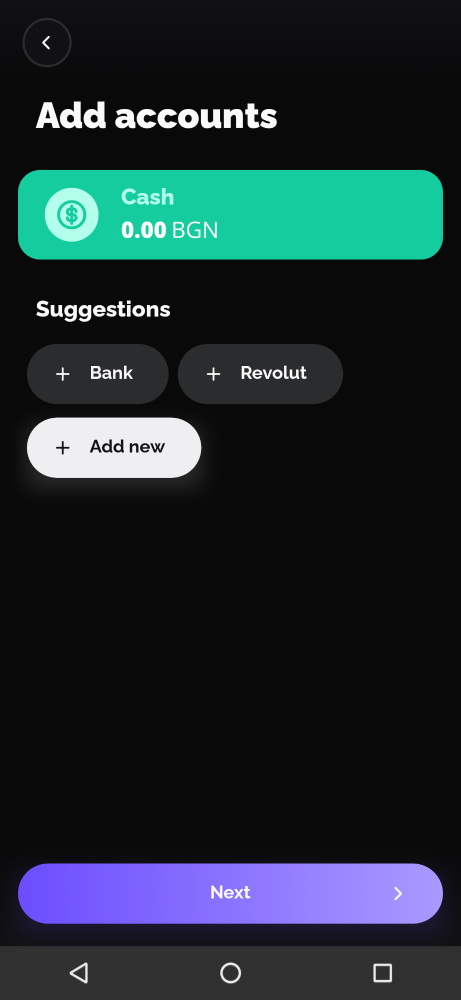 Add accounts
Cash
0.00 BGN
Suggestions
Bank
Revolut
Add new
Next